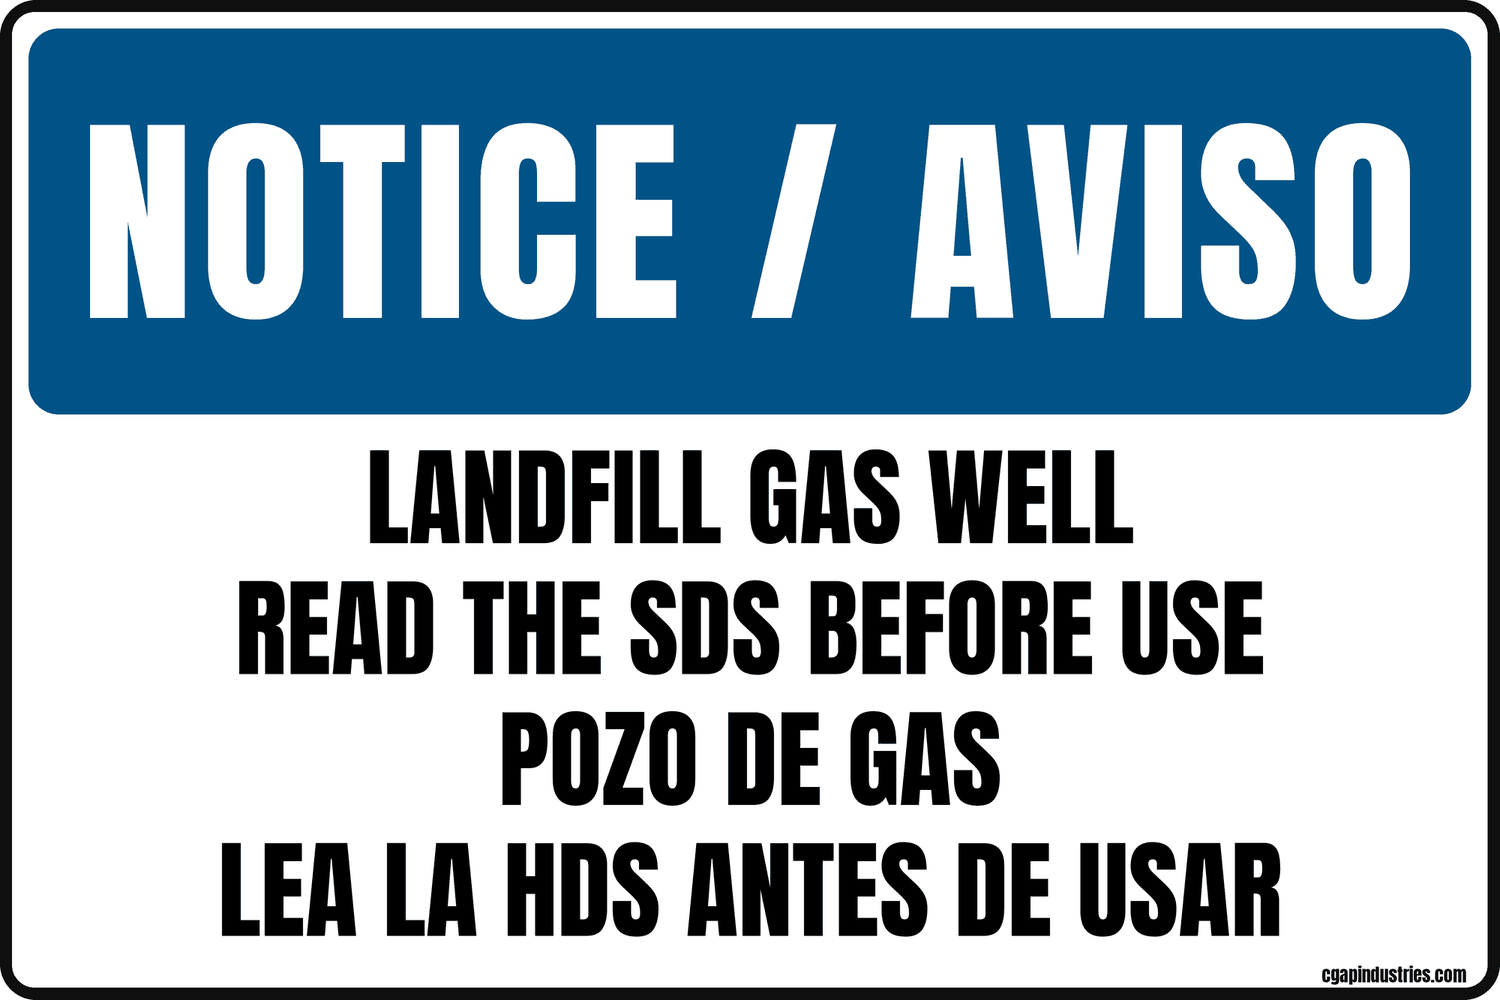 NOTICE / AVISO
LANDFILL GAS WELL
READ THE SDS BEFORE USE
POZO DE GAS
LEA LA HDS ANTES DE USAR
cgapindustries.com